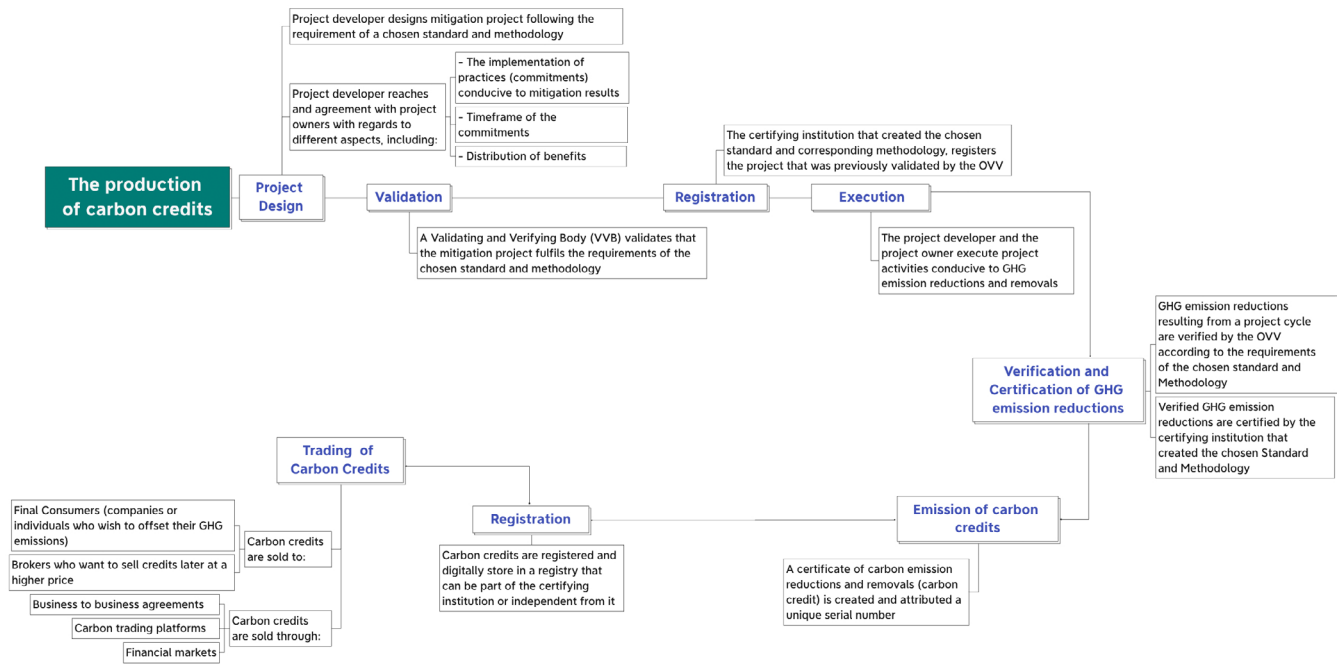 The production
of carbon credits
Project
Design
Project developer designs mitigation project following the
requirement of a chosen standard and methodology
Project developer reaches
and agreement with project
owners with regards to
different aspects, including:
- The implementation of
practices (commitments)
conducive to mitigation results
- Timeframe of the
commitments
- Distribution of benefits
Validation
A Validating and Verifying Body (VVB) validates that
the mitigation project fulfils the requirements of the
chosen standard and methodology
Registration
The certifying institution that created the chosen
standard and corresponding methodology, registers
the project that was previously validated by the OVV
Execution
The project developer and the
project owner execute project
activities conducive to GHG
emission reductions and removals
Verification and
Certification of GHG
emission reductions
GHG emission reductions
resulting from a project cycle
are verified by the OVV
according to the requirements
of the chosen standard and
Methodology
Verified GHG emission
reductions are certified by the
certifying institution that
created the chosen Standard
and Methodology
Emission of carbon
credits
A certificate of carbon emission
reductions and removals (carbon
credit) is created and attributed a
unique serial number
Registration
Carbon credits are registered and
digitally store in a registry that
can be part of the certifying
institution or independent from it
Trading of
Carbon Credits
Carbon credits
are sold to:
Final Consumers (companies or
individuals who wish to offset their GHG
emissions)
Brokers who want to sell credits later at a
higher price
Carbon credits
are sold through:
Business to business agreements
Carbon trading platforms
Financial markets